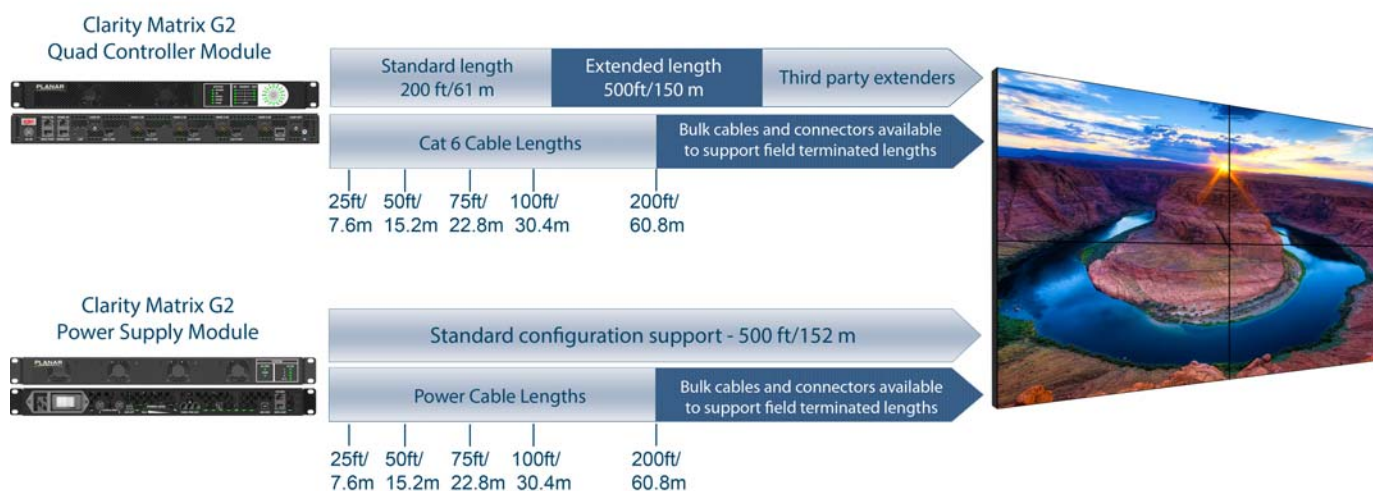 Clarity Matrix G2
Quad Controller Module
PLANAR
Standard length
200 ft/61 m
Extended length
500ft/150 m
Third party extenders
Cat 6 Cable Lengths
Bulk cables and connectors available
to support field terminated lengths
25ft/
7.6m
50ft/
15.2m
75ft/
22.8m
100ft/
30.4m
200ft/
60.8m
Clarity Matrix G2
Power Supply Module
PLANAR
Standard configuration support - 500 ft/152 m
Power Cable Lengths
Bulk cables and connectors available
to support field terminated lengths
25ft/
7.6m
50ft/
15.2m
75ft/
22.8m
100ft/
30.4m
200ft/
60.8m